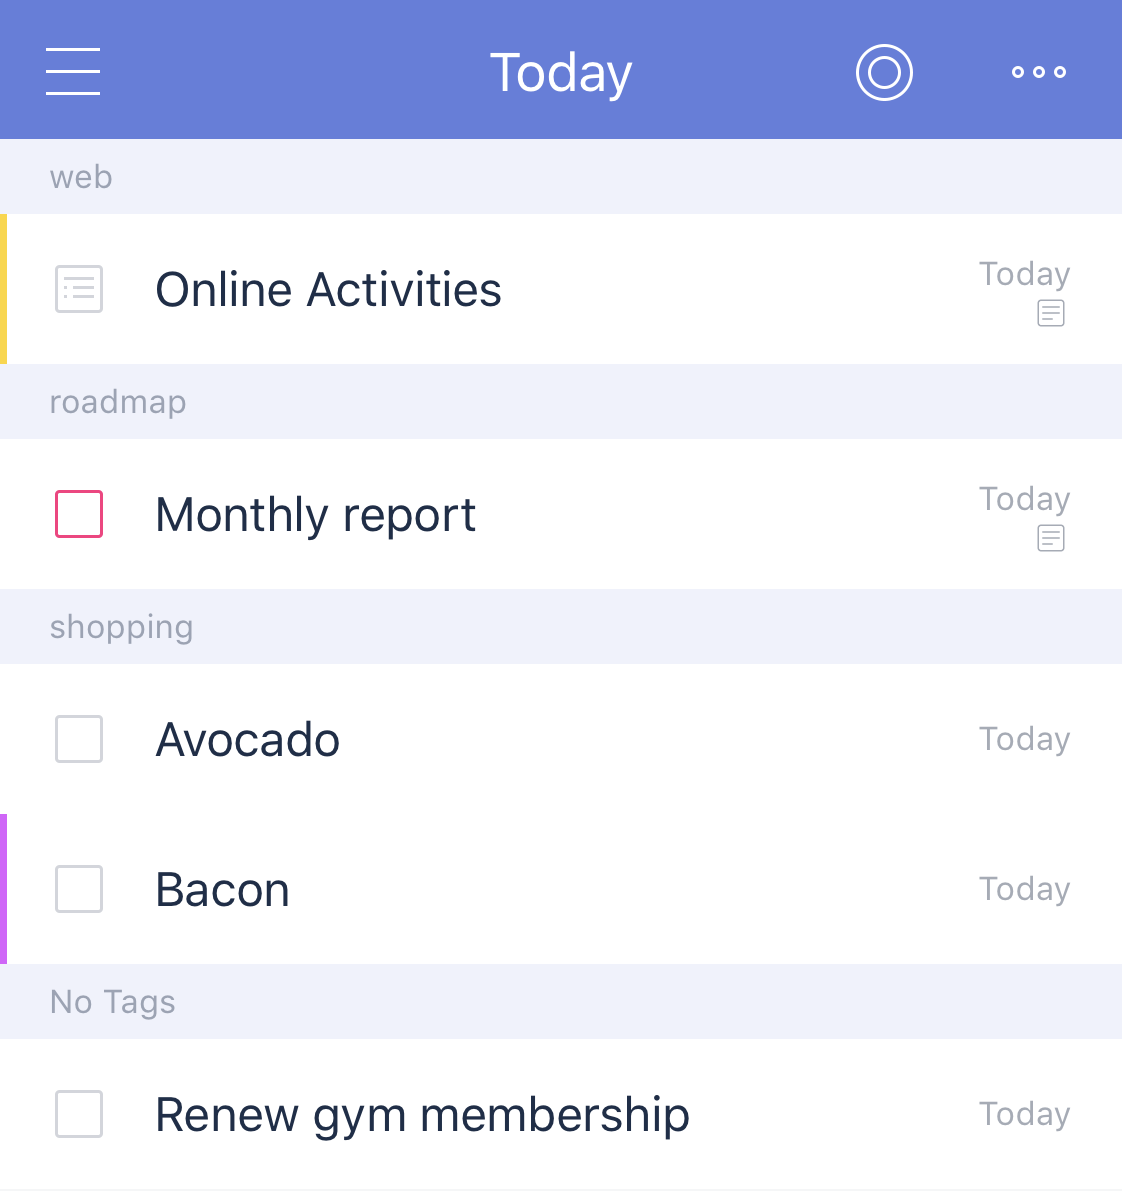 Today
web
Online Activities
Today
roadmap
Monthly report
Today
shopping
Avocado
Today
Bacon
Today
No Tags
Renew gym membership
Today